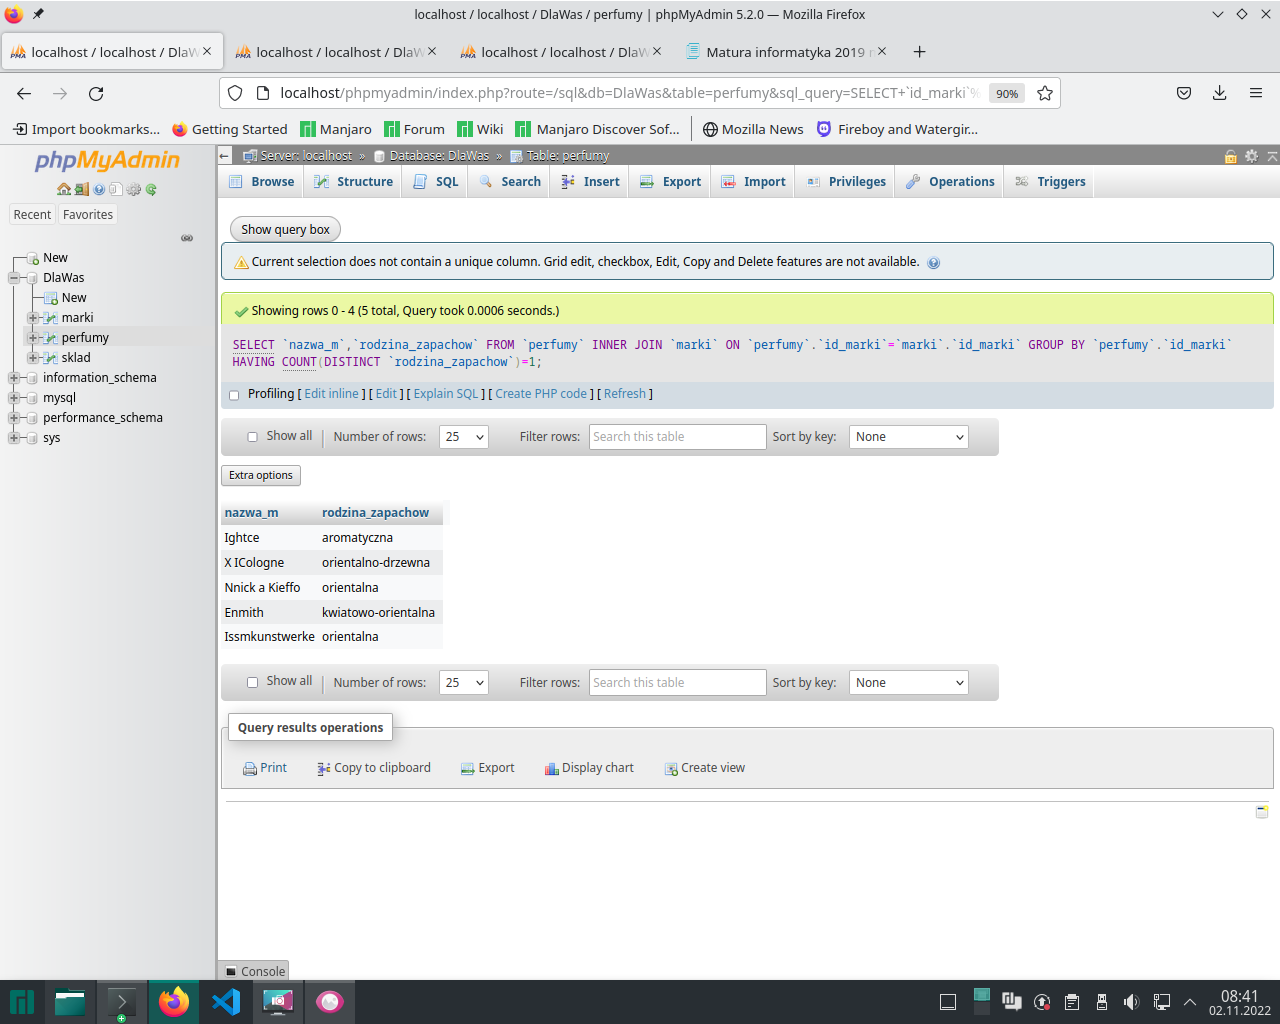 localhost / localhost / DlaWas / perfumy | phpMyAdmin 5.2.0 — Mozilla Firefox
localhost / localhost / DlaW
localhost / localhost / DlaW
localhost / localhost / DlaW
Matura informatyka 2019
localhost/phpmyadmin/index.php?route=/sql&db=DlaWas&table=perfumy&sql_query=SELECT+`id_marki`%
90%
Import bookmarks...
Getting Started
Manjaro
Forum
Wiki
Manjaro Discover Sof...
Mozilla News
Fireboy and Watergir...
phpMyAdmin
Recent
Favorites
New
DlaWas
New
marki
perfumy
sklad
information_schema
mysql
performance_schema
sys
Server: localhost » Database: DlaWas » Table: perfumy
Browse
Structure
SQL
Search
Insert
Export
Import
Privileges
Operations
Triggers
Show query box
Current selection does not contain a unique column. Grid edit, checkbox, Edit, Copy and Delete features are not available.
Showing rows 0 - 4 (5 total, Query took 0.0006 seconds.)
SELECT `nazwa_m`,`rodzina_zapachow` FROM `perfumy` INNER JOIN `marki` ON `perfumy`.`id_marki`=`marki`.`id_marki` GROUP BY `perfumy`.`id_marki`
HAVING COUNT(DISTINCT `rodzina_zapachow`)=1;
Profiling [ Edit inline ] [ Edit ] [ Explain SQL ] [ Create PHP code ] [ Refresh ]
Show all
Number of rows:
25
Filter rows:
Search this table
Sort by key:
None
Extra options
nazwa_m rodzina_zapachow
Ightce aromatyczna
X ICologne orientalno-drzewna
Nnick a Kieffo orientalna
Enmith kwiatowo-orientalna
Issmkunstwerke orientalna
Show all
Number of rows:
25
Filter rows:
Search this table
Sort by key:
None
Query results operations
Print
Copy to clipboard
Export
Display chart
Create view
Console
08:41
02.11.2022